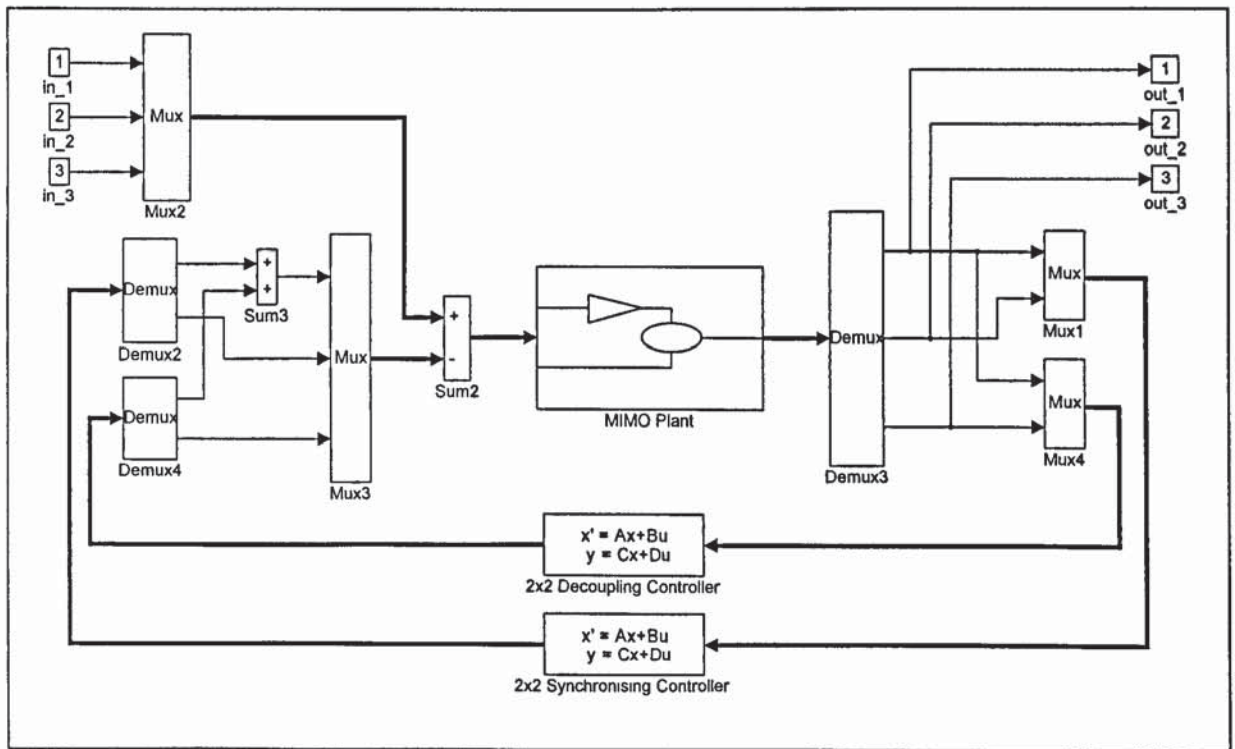 1
in_1
2
in_2
3
in_3
Mux
Mux2
Demux
Demux2
+
+
Sum3
Demux
Demux4
Mux
Mux3
+
-
Sum2
MIMO Plant
Demux
Demux3
1
out_1
2
out_2
3
out_3
Mux
Mux1
Mux
Mux4
x' = Ax+Bu
y = Cx+Du
2x2 Decoupling Controller
x' = Ax+Bu
y = Cx+Du
2x2 Synchronising Controller